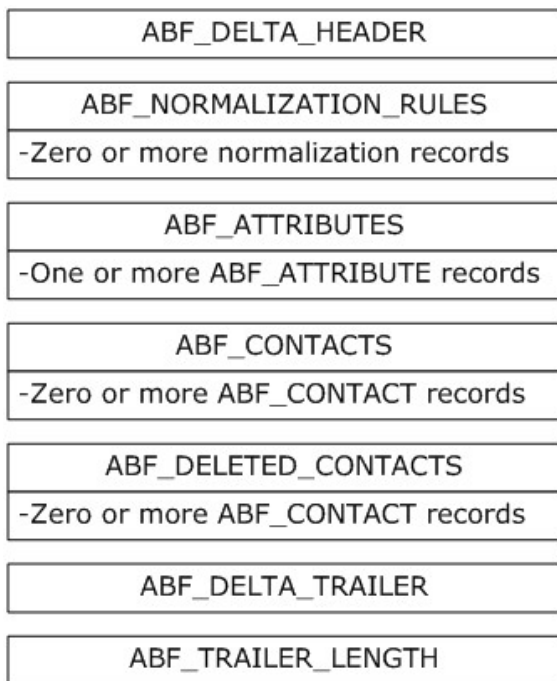 ABF_DELTA_HEADER
ABF_NORMALIZATION_RULES
-Zero or more normalization records
ABF_ATTRIBUTES
-One or more ABF_ATTRIBUTE records
ABF_CONTACTS
-Zero or more ABF_CONTACT records
ABF_DELETED_CONTACTS
-Zero or more ABF_CONTACT records
ABF_DELTA_TRAILER
ABF_TRAILER_LENGTH